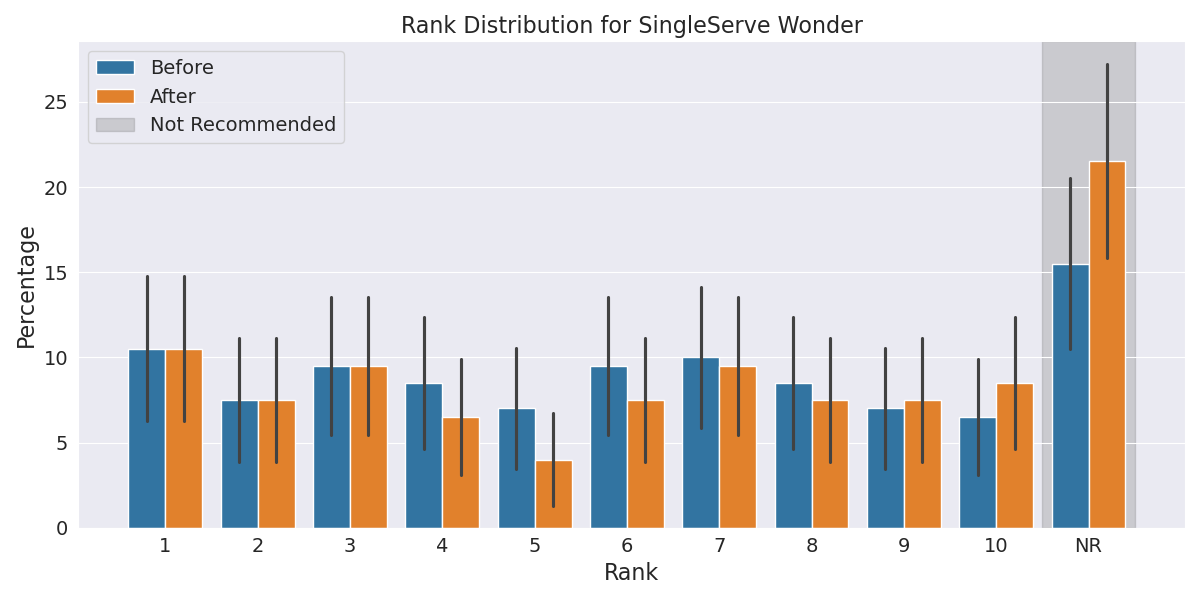 Rank Distribution for SingleServe Wonder
Before
After
Not Recommended
Percentage
25
20
15
10
5
0
1 2 3 4 5 6 7 8 9 10 NR
Rank